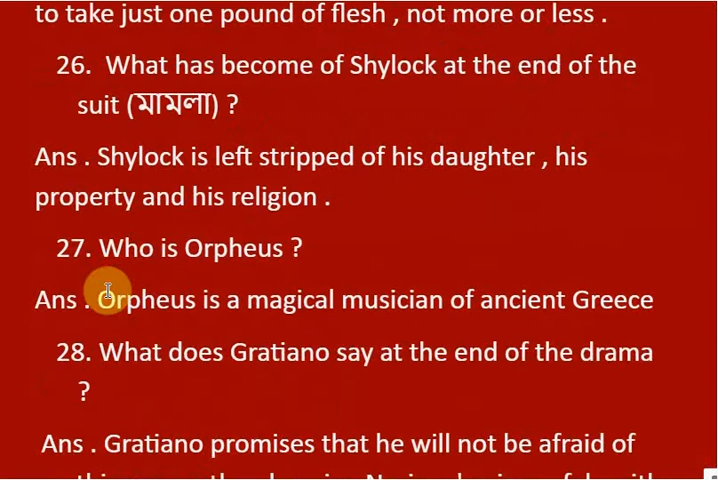 to take just one pound of flesh , not more or less .
26. What has become of Shylock at the end of the
suit (মামলা) ?
Ans . Shylock is left stripped of his daughter , his
property and his religion .
27. Who is Orpheus ?
Ans . Orpheus is a magical musician of ancient Greece
28. What does Gratiano say at the end of the drama
?
Ans . Gratiano promises that he will not be afraid of